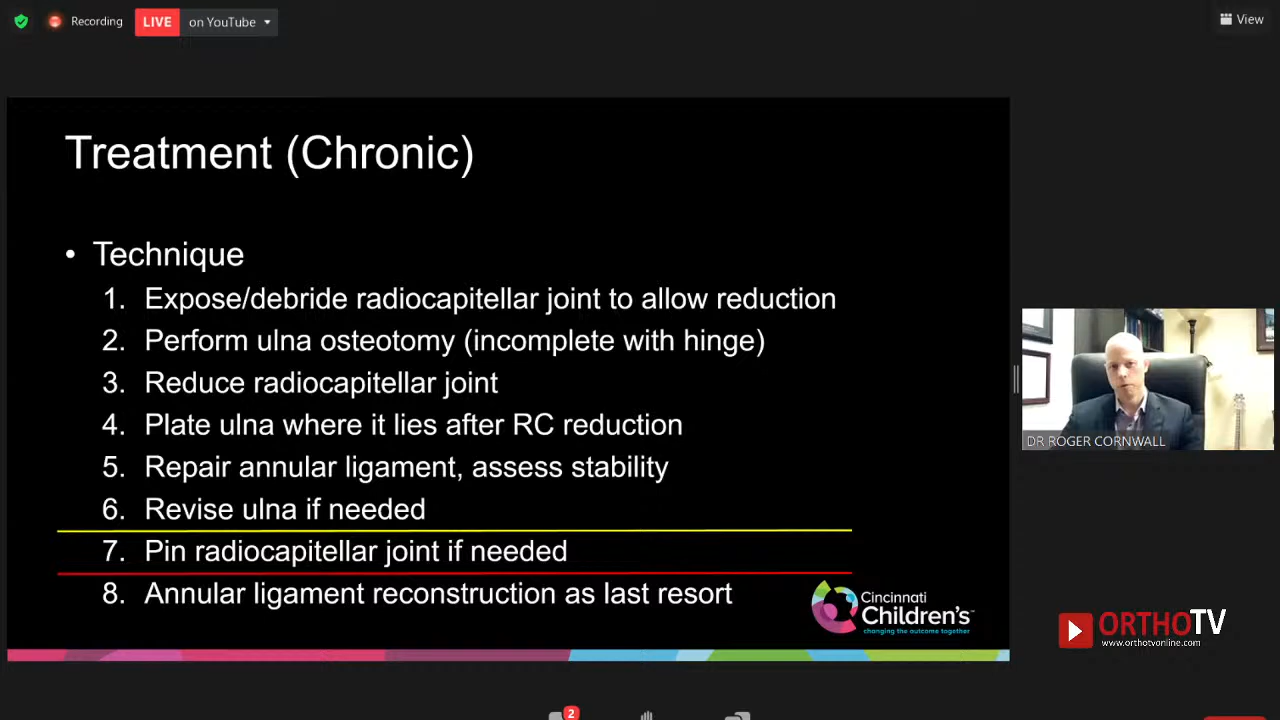 Recording
LIVE on YouTube
View
Treatment (Chronic)
• Technique
1. Expose/debride radiocapitellar joint to allow reduction
2. Perform ulna osteotomy (incomplete with hinge)
3. Reduce radiocapitellar joint
4. Plate ulna where it lies after RC reduction
5. Repair annular ligament, assess stability
6. Revise ulna if needed
7. Pin radiocapitellar joint if needed
8. Annular ligament reconstruction as last resort
Cincinnati
Children's™
changing the outcome together
DR ROGER CORNWALL
ORTHOTV
www.orthotvonline.com
2